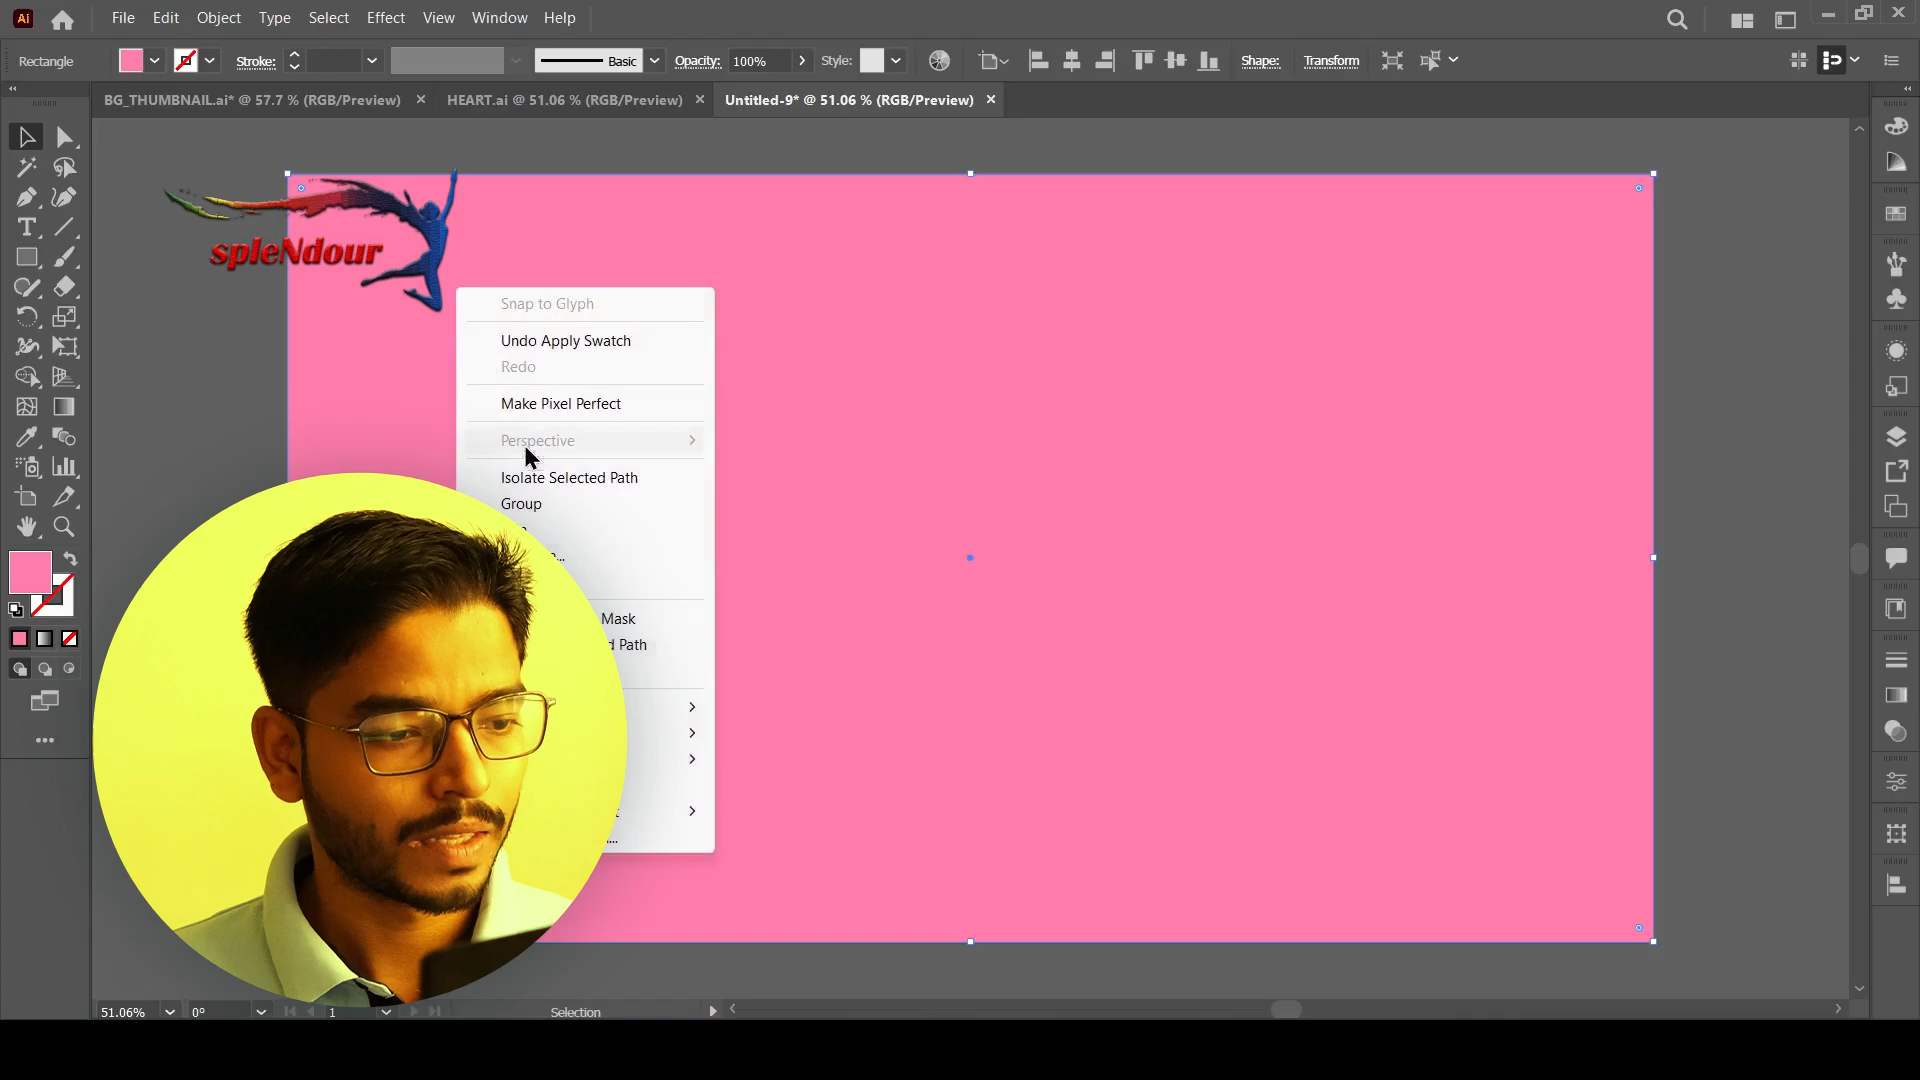 Ai
File Edit Object Type Select Effect View Window Help
Rectangle Stroke: Basic Opacity: 100% Style: Shape: Transform
BG_THUMBNAIL.ai* @ 57.7 % (RGB/Preview) HEART.ai @ 51.06 % (RGB/Preview) Untitled-9* @ 51.06 % (RGB/Preview)
spleNdour
Snap to Glyph
Undo Apply Swatch
Redo
Make Pixel Perfect
Perspective
Isolate Selected Path
Group
Mask
Path
51.06% 0° 1 Selection